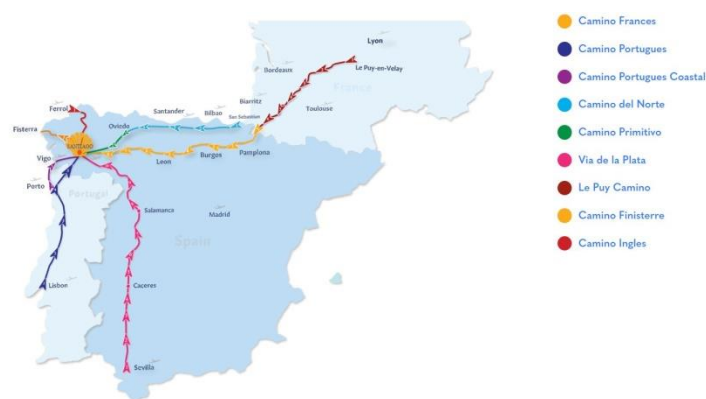 Lyon
Bordeaux
Le Puy-en-Velay
France
Ferrol
Santander
Bilbao
Biarritz
San Sebastian
Toulouse
Fisterra
Oviedo
SANTIAGO
Vigo
Leon
Burgos
Pamplona
Porto
Portugal
Salamanca
Madrid
Spain
Lisbon
Caceres
Sevilla
Camino Frances
Camino Portugues
Camino Portugues Coastal
Camino del Norte
Camino Primitivo
Via de la Plata
Le Puy Camino
Camino Finisterre
Camino Ingles